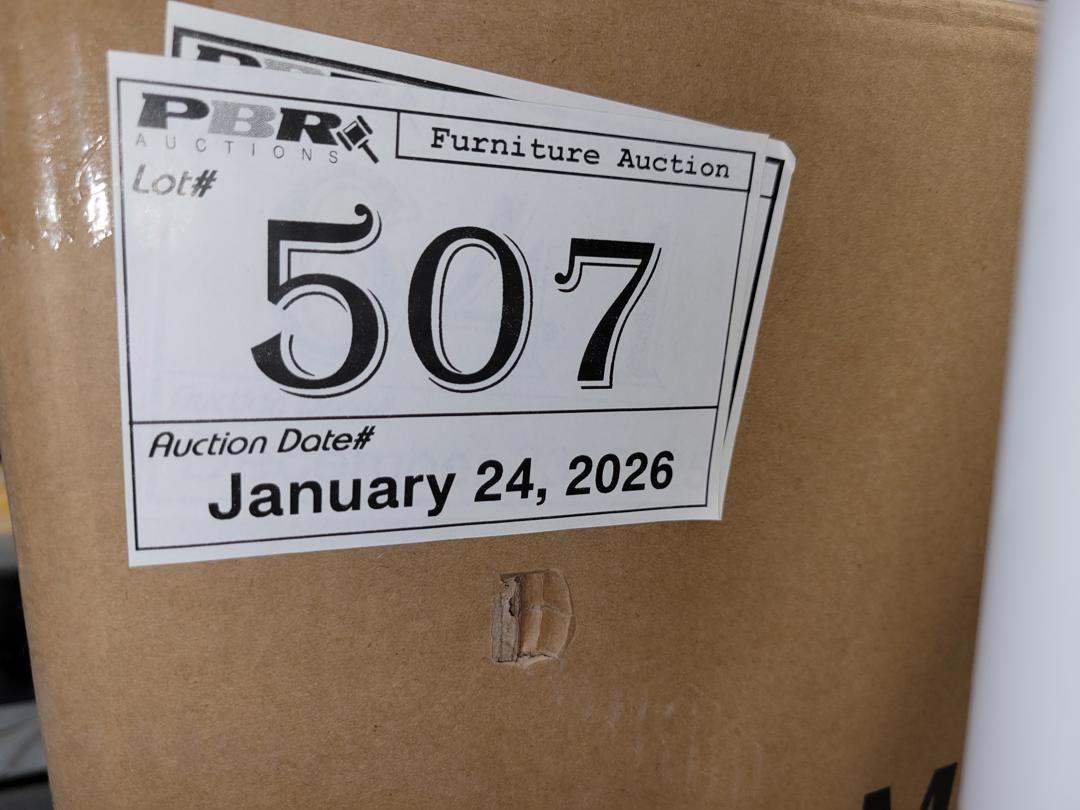 PBR
AUCTIONS
Furniture Auction
Lot#
507
Auction Date#
January 24, 2026
M